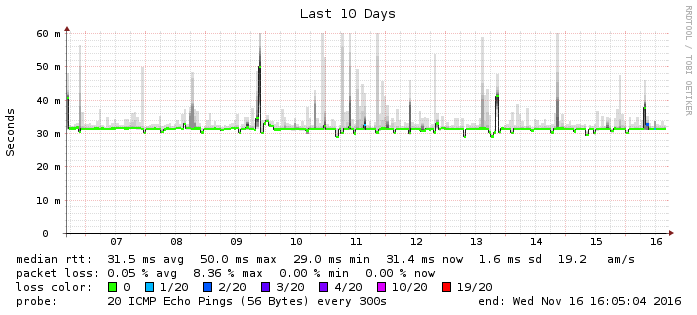 Last 10 Days
RRDTOOL / TOBI OETIKER
Seconds
60 m
50 m
40 m
30 m
20 m
10 m
0
07 08 09 10 11 12 13 14 15 16
median rtt: 31.5 ms avg 50.0 ms max 29.0 ms min 31.4 ms now 1.6 ms sd 19.2 am/s
packet loss: 0.05 % avg 8.36 % max 0.00 % min 0.00 % now
loss color: 0 1/20 2/20 3/20 4/20 10/20 19/20
probe: 20 ICMP Echo Pings (56 Bytes) every 300s end: Wed Nov 16 16:05:04 2016